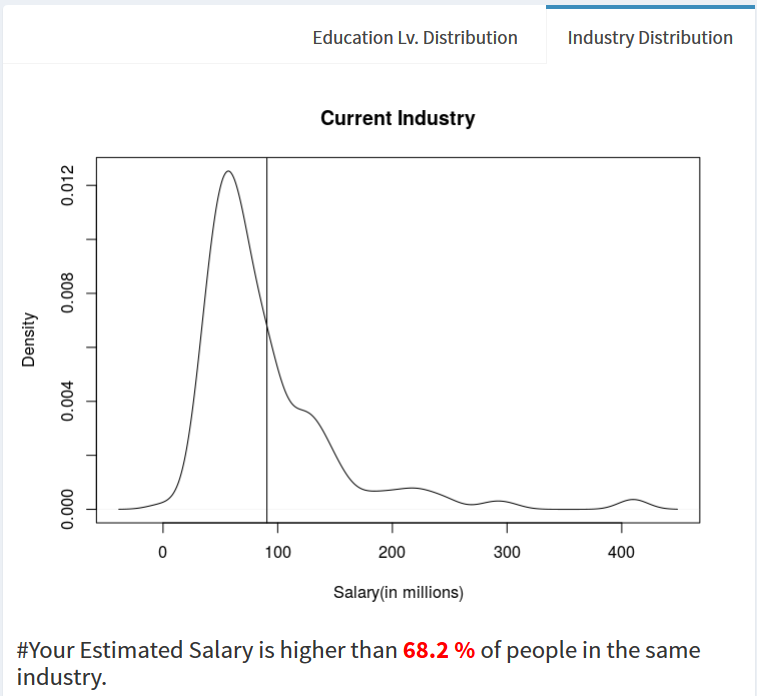 Education Lv. Distribution
Industry Distribution
Current Industry
Density
0.012
0.008
0.004
0.000
0 100 200 300 400
Salary(in millions)
#Your Estimated Salary is higher than 68.2 % of people in the same
industry.